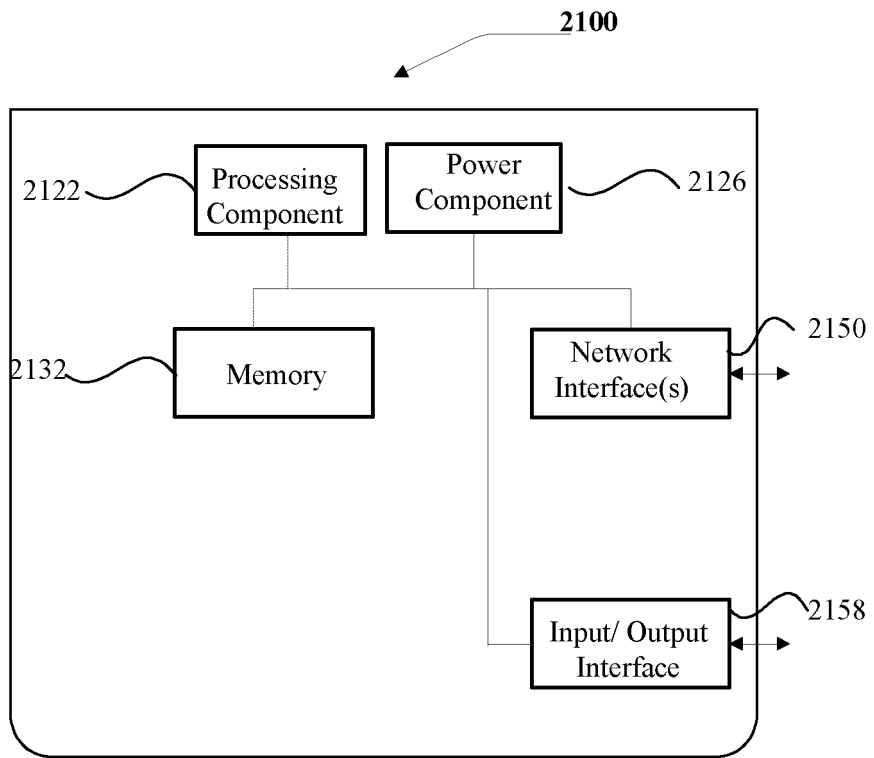 2100
Processing
Component
2122
Power
Component
2126
Memory
2132
Network
Interface(s)
2150
Input/ Output
Interface
2158